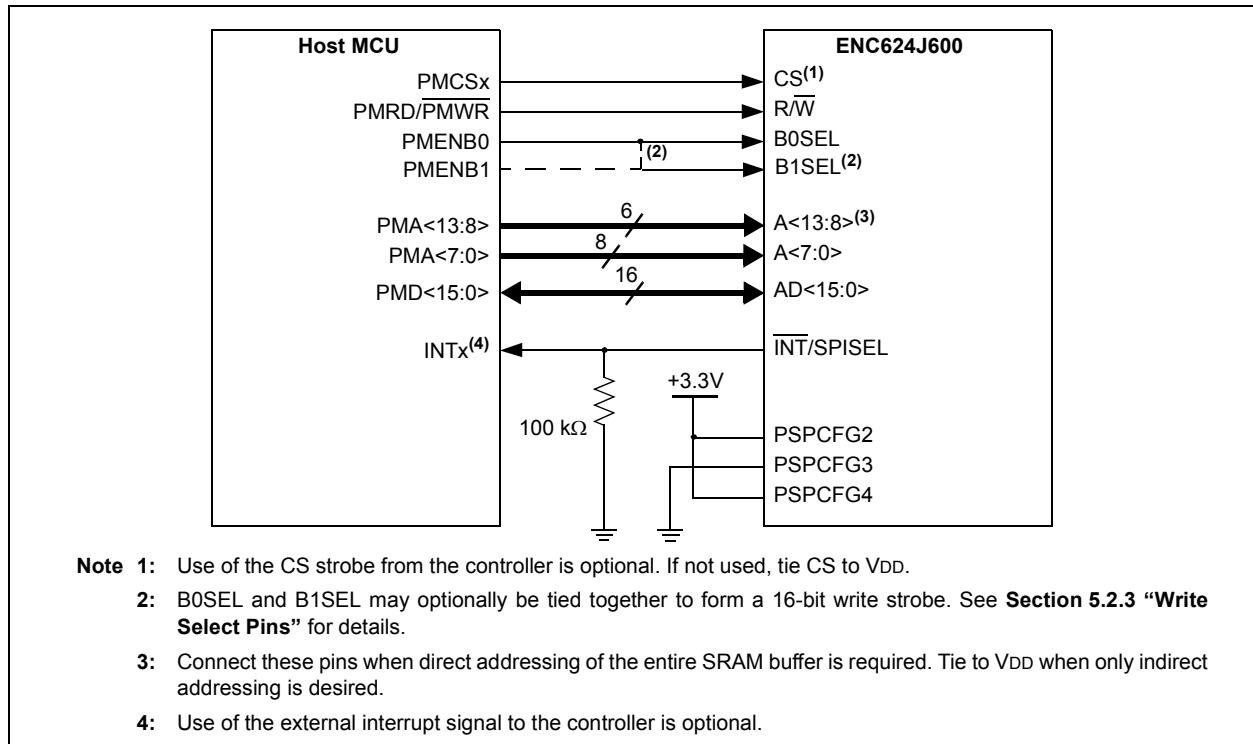 Host MCU
ENC624J600
PMCSx
CS(1)
PMRD/PMWR
R/W
PMENB0
B0SEL
(2)
PMENB1
B1SEL(2)
PMA<13:8>
6
A<13:8>(3)
PMA<7:0>
8
A<7:0>
PMD<15:0>
16
AD<15:0>
INTx(4)
INT/SPISEL
+3.3V
100 kΩ
PSPCFG2
PSPCFG3
PSPCFG4
Note 1: Use of the CS strobe from the controller is optional. If not used, tie CS to VDD.
2: B0SEL and B1SEL may optionally be tied together to form a 16-bit write strobe. See Section 5.2.3 “Write
Select Pins” for details.
3: Connect these pins when direct addressing of the entire SRAM buffer is required. Tie to VDD when only indirect
addressing is desired.
4: Use of the external interrupt signal to the controller is optional.